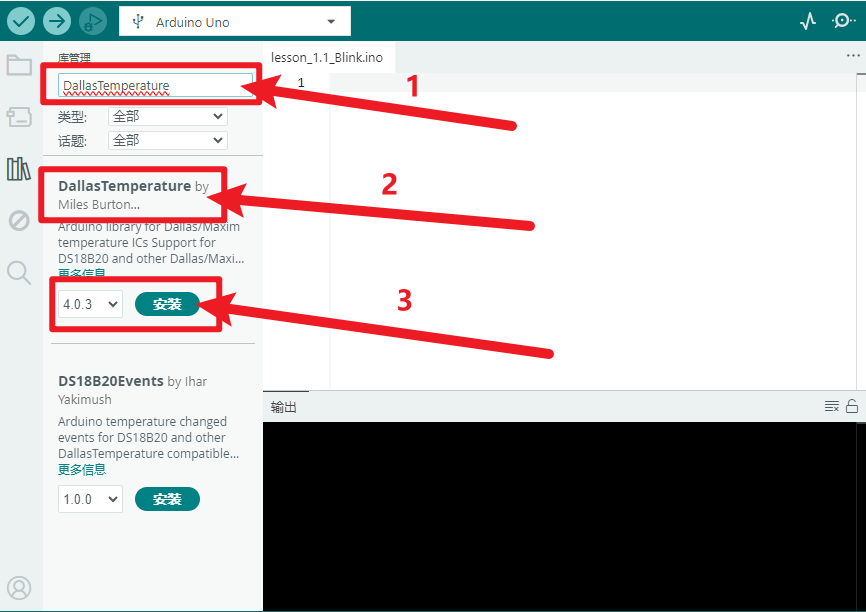 Arduino Uno
库管理
lesson_1.1_Blink.ino
DallasTemperature
1
1
类型:
全部
话题:
全部
DallasTemperature by
Miles Burton...
2
Arduino library for Dallas/Maxim
temperature ICs Support for
DS18B20 and other Dallas/Maxi...
更多信息
4.0.3
安装
3
DS18B20Events by Ihar
Yakimush
Arduino temperature changed
events for DS18B20 and other
DallasTemperature compatible...
更多信息
1.0.0
安装
输出